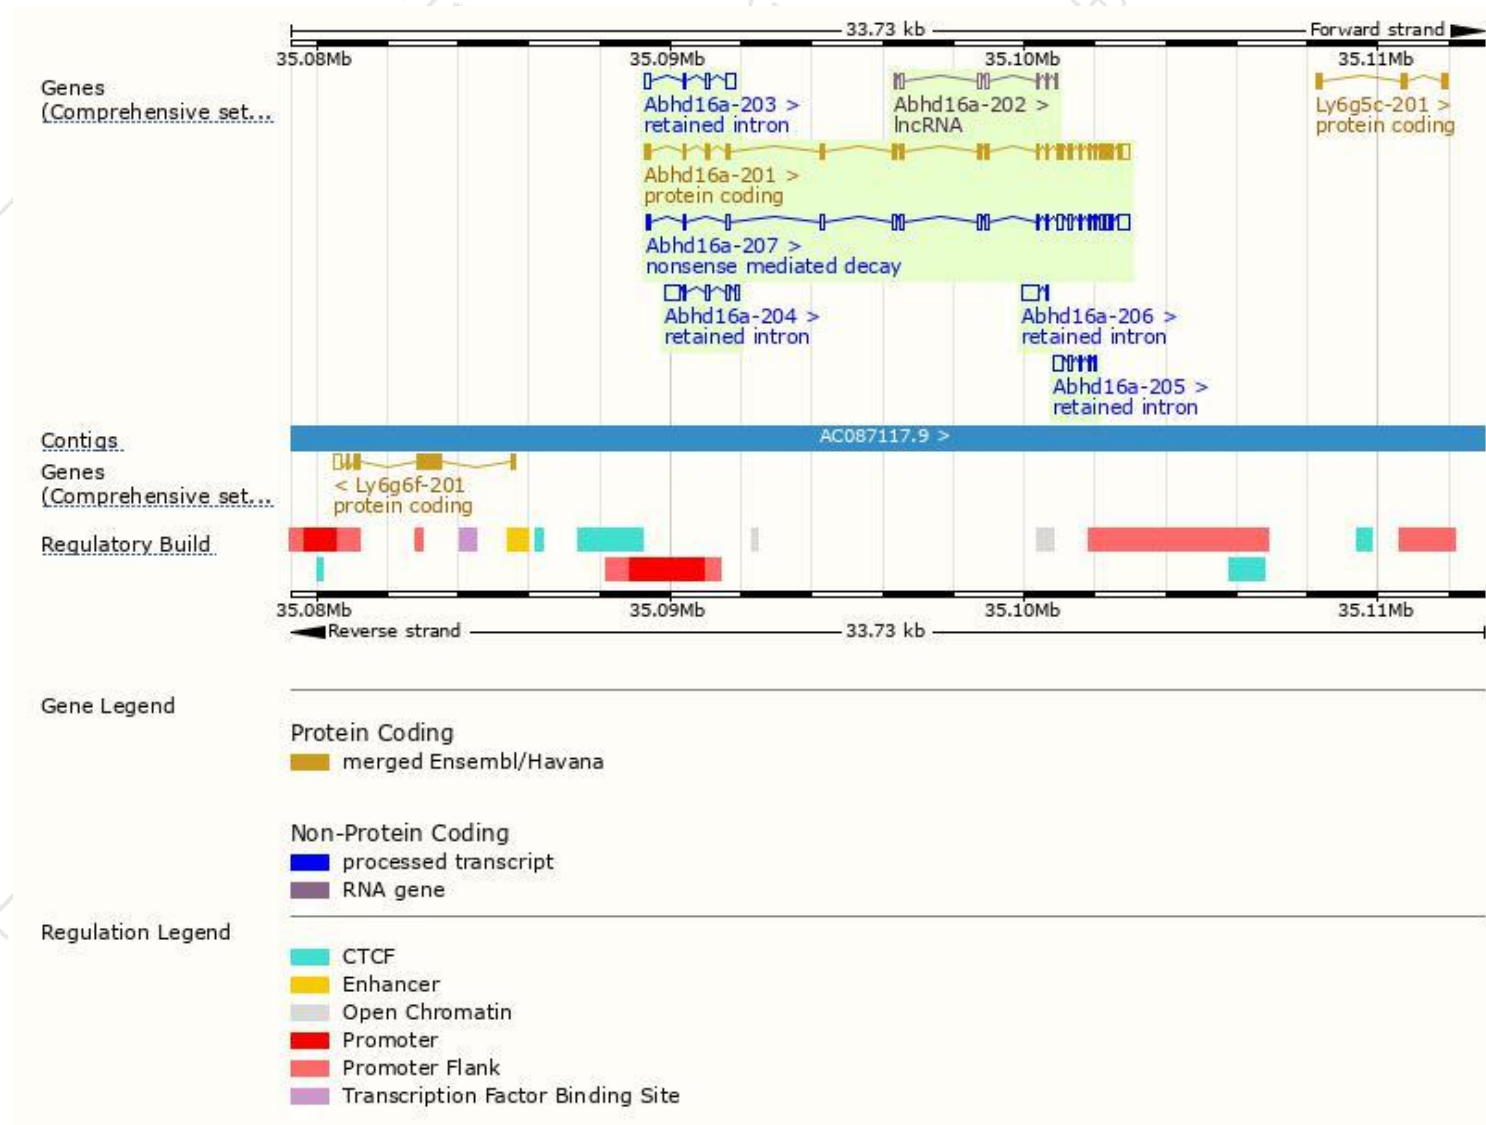 33.73 kb Forward strand
35.08Mb 35.09Mb 35.10Mb 35.11Mb
Genes
(Comprehensive set...
Abhd16a-203 > Abhd16a-202 > Ly6g5c-201 >
retained intron lncRNA protein coding
Abhd16a-201 >
protein coding
Abhd16a-207 >
nonsense mediated decay
Abhd16a-204 > Abhd16a-206 >
retained intron retained intron
Abhd16a-205 >
retained intron
Contigs AC087117.9 >
Genes
(Comprehensive set...
< Ly6g6f-201
protein coding
Regulatory Build
35.08Mb 35.09Mb 35.10Mb 35.11Mb
Reverse strand 33.73 kb
Gene Legend
Protein Coding
merged Ensembl/Havana
Non-Protein Coding
processed transcript
RNA gene
Regulation Legend
CTCF
Enhancer
Open Chromatin
Promoter
Promoter Flank
Transcription Factor Binding Site